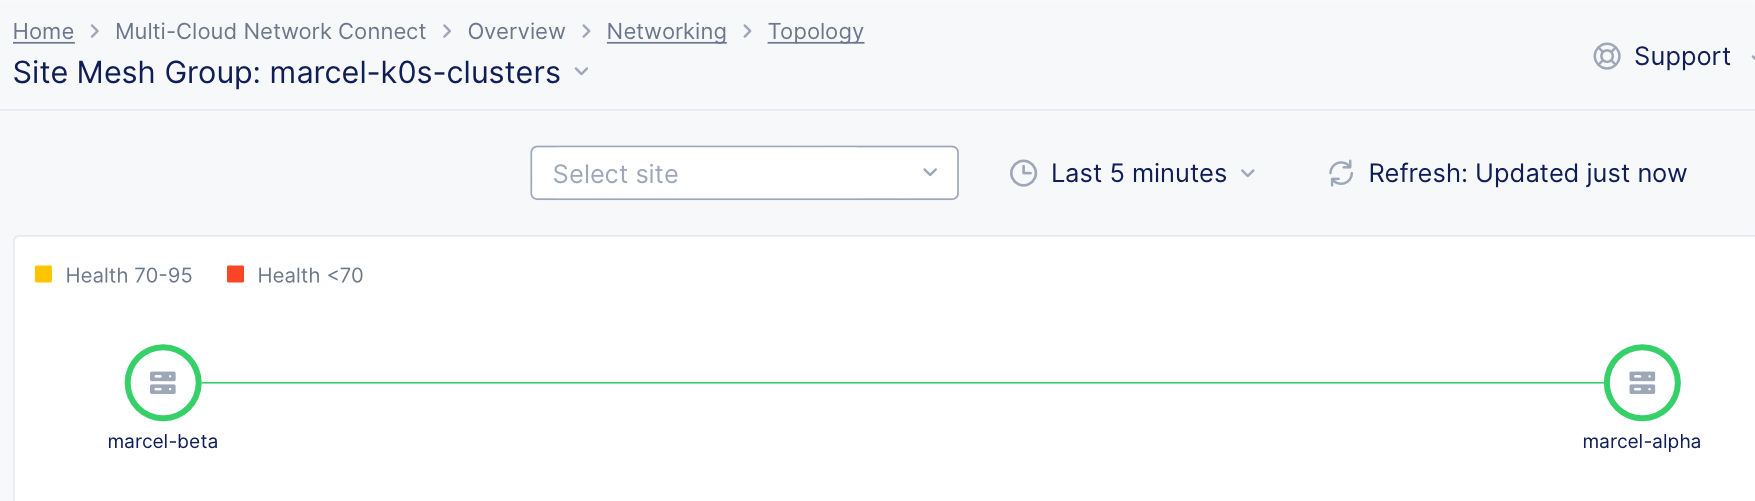 Home > Multi-Cloud Network Connect > Overview > Networking > Topology
Site Mesh Group: marcel-k0s-clusters
Support
Select site
Last 5 minutes
Refresh: Updated just now
Health 70-95
Health <70
marcel-beta
marcel-alpha